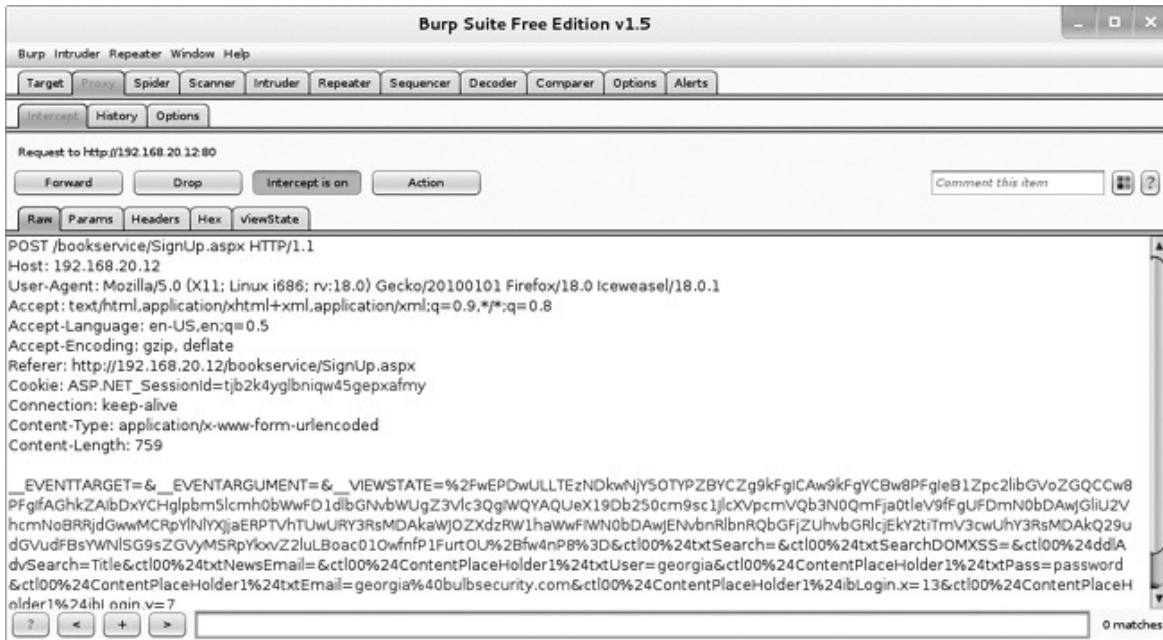 Burp Suite Free Edition v1.5
Burp Intruder Repeater Window Help
Target Proxy Spider Scanner Intruder Repeater Sequencer Decoder Comparer Options Alerts
Intercept History Options
Request to http://192.168.20.12:80
Forward Drop Intercept is on Action Comment this item ?
Raw Params Headers Hex ViewState
POST /bookservice/SignUp.aspx HTTP/1.1
Host: 192.168.20.12
User-Agent: Mozilla/5.0 (X11; Linux i686; rv:18.0) Gecko/20100101 Firefox/18.0 Iceweasel/18.0.1
Accept: text/html,application/xhtml+xml,application/xml;q=0.9,*/*;q=0.8
Accept-Language: en-US,en;q=0.5
Accept-Encoding: gzip, deflate
Referer: http://192.168.20.12/bookservice/SignUp.aspx
Cookie: ASP.NET_SessionId=tjb2k4yglbniqw45gepxafmy
Connection: keep-alive
Content-Type: application/x-www-form-urlencoded
Content-Length: 759
__EVENTTARGET=&__EVENTARGUMENT=&__VIEWSTATE=
&ctl00%24txtSearch=&ctl00%24txtSearchDOMXSS=&ctl00%24ddlA
dvSearch=Title&ctl00%24txtNewsEmail=&ctl00%24ContentPlaceHolder1%24txtUser=georgia&ctl00%24ContentPlaceHolder1%24txtPass=password
&ctl00%24ContentPlaceHolder1%24txtEmail=georgia%40bulbsecurity.com&ctl00%24ContentPlaceHolder1%24ibLogin.x=13&ctl00%24ContentPlaceH
older1%24ibLogin.y=7
? < + > 0 matches